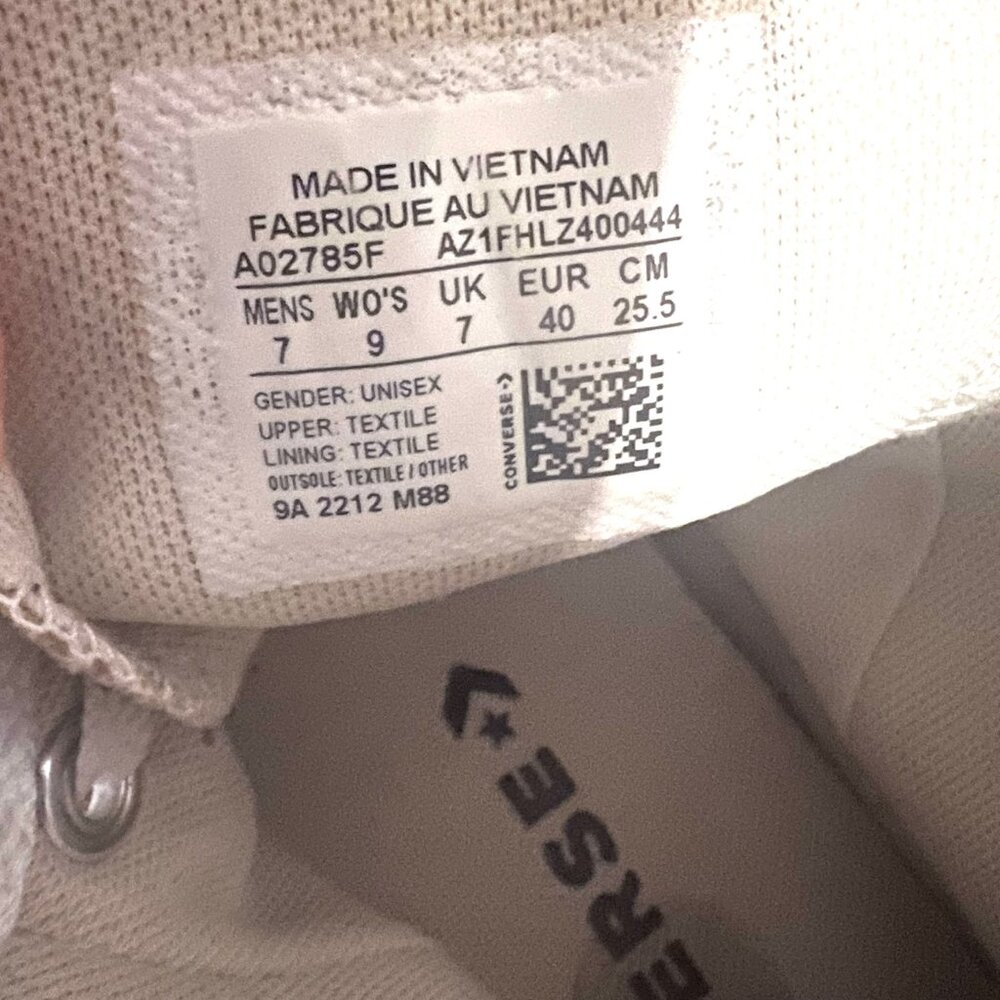 MADE IN VIETNAM
FABRIQUE AU VIETNAM
A02785F AZ1FHLZ400444
MENS WO'S UK EUR CM
7 9 7 40 25.5
GENDER: UNISEX
UPPER: TEXTILE
LINING: TEXTILE
OUTSOLE: TEXTILE / OTHER
9A 2212 M88
CONVERSE
ERSE
ERS